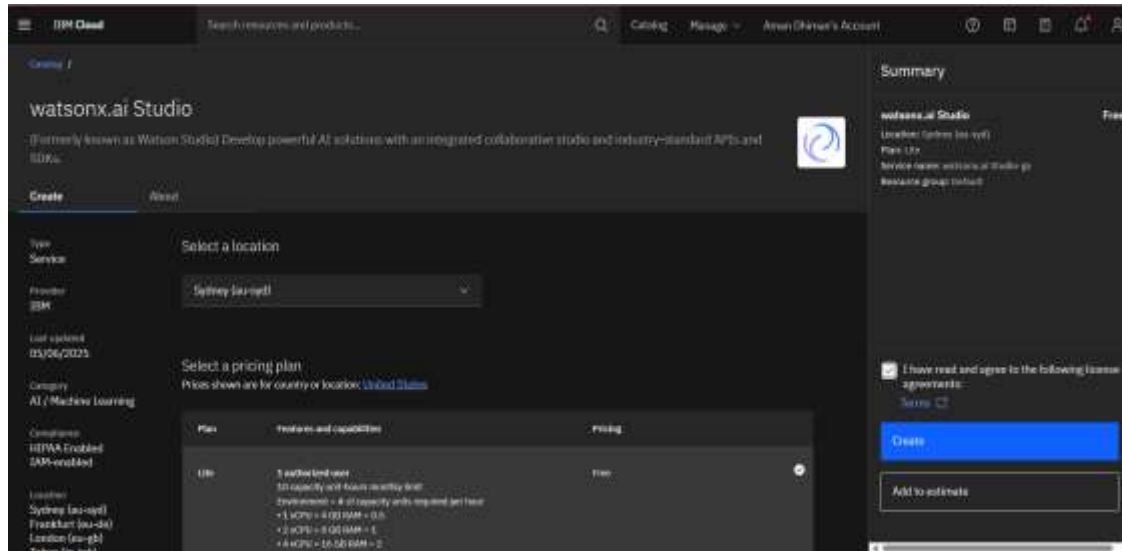 IBM Cloud
Search resources and products...
Catalog
Manage
Aman Dhiman's Account
Catalog /
watsonx.ai Studio
(Formerly known as Watson Studio) Develop powerful AI solutions with an integrated collaborative studio and industry-standard APIs and
SDKs.
Create
About
Type
Service
Provider
IBM
Last updated
05/06/2025
Category
AI / Machine Learning
Compliance
HIPAA Enabled
IAM-enabled
Location
Sydney (au-syd)
Frankfurt (eu-de)
London (eu-gb)
Select a location
Sydney (au-syd)
Select a pricing plan
Prices shown are for country or location: United States
Plan
Features and capabilities
Pricing
Lite
1 authorized user
10 capacity unit-hours monthly limit
Environment = # of capacity units required per hour
• 1 vCPU + 4 GB RAM = 0.5
• 2 vCPU + 8 GB RAM = 1
• 4 vCPU + 16 GB RAM = 2
Free
Summary
watsonx.ai Studio
Free
Location: Sydney (au-syd)
Plan: Lite
Service name: watsonx.ai Studio-
Resource group: Default
I have read and agree to the following license
agreements:
Terms
Create
Add to estimate